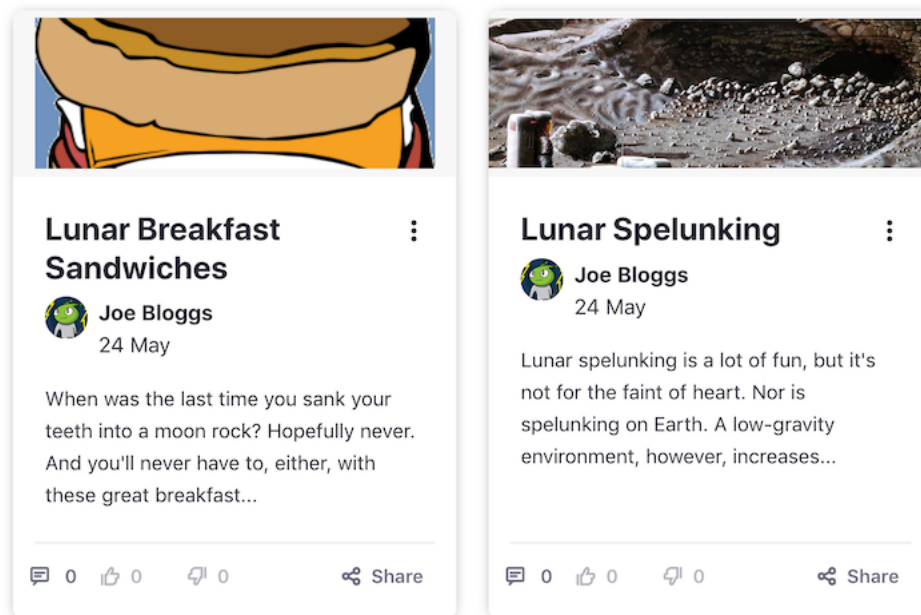 Lunar Breakfast
Sandwiches
Joe Bloggs
24 May
When was the last time you sank your
teeth into a moon rock? Hopefully never.
And you'll never have to, either, with
these great breakfast...
0
0
0
Share
Lunar Spelunking
Joe Bloggs
24 May
Lunar spelunking is a lot of fun, but it's
not for the faint of heart. Nor is
spelunking on Earth. A low-gravity
environment, however, increases...
0
0
0
Share